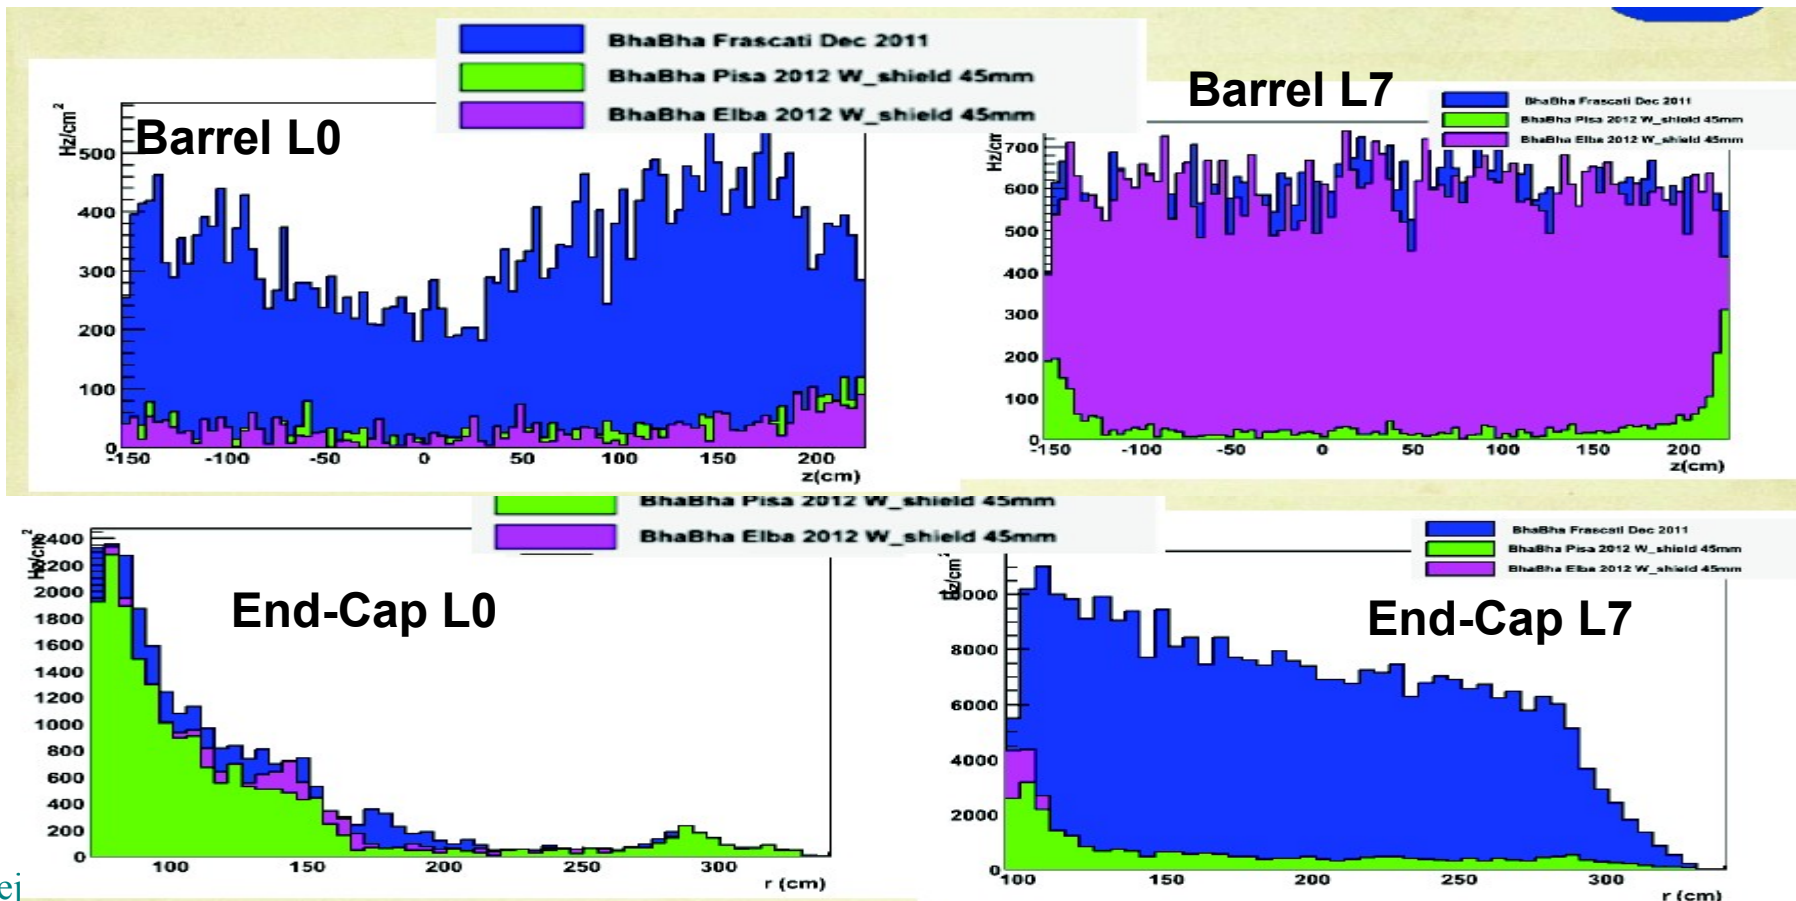 BhaBha Frascati Dec 2011
BhaBha Pisa 2012 W_shield 45mm
BhaBha Elba 2012 W_shield 45mm
Barrel L0
Hz/cm²
500
400
300
200
100
0
-150 -100 -50 0 50 100 150 200
z(cm)
Barrel L7
BhaBha Frascati Dec 2011
BhaBha Pisa 2012 W_shield 45mm
BhaBha Elba 2012 W_shield 45mm
Hz/cm
700
600
500
400
300
200
100
0
-150 -100 -50 0 50 100 150 200
z(cm)
BhaBha Pisa 2012 W_shield 45mm
BhaBha Elba 2012 W_shield 45mm
End-Cap L0
Hz/cm²
2400
2200
2000
1800
1600
1400
1200
1000
800
600
400
200
0
100 150 200 250 300
r (cm)
BhaBha Frascati Dec 2011
BhaBha Pisa 2012 W_shield 45mm
BhaBha Elba 2012 W_shield 45mm
End-Cap L7
Hz/cm²
8000
6000
4000
2000
0
100 150 200 250 300
r (cm)
ej